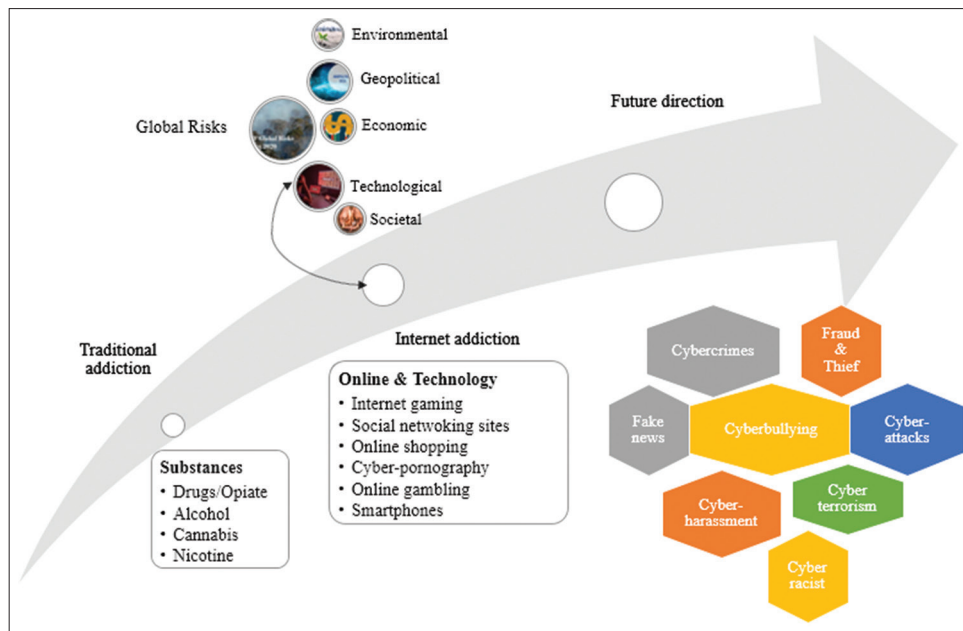 Environmental
Geopolitical
Global Risks
Economic
Technological
Societal
Future direction
Traditional
addiction
Substances
• Drugs/Opiate
• Alcohol
• Cannabis
• Nicotine
Internet addiction
Online & Technology
• Internet gaming
• Social netwoking sites
• Online shopping
• Cyber-pornography
• Online gambling
• Smartphones
Cybercrimes
Fraud
&
Thief
Fake
news
Cyberbullying
Cyber-
attacks
Cyber-
harassment
Cyber
terrorism
Cyber
racist